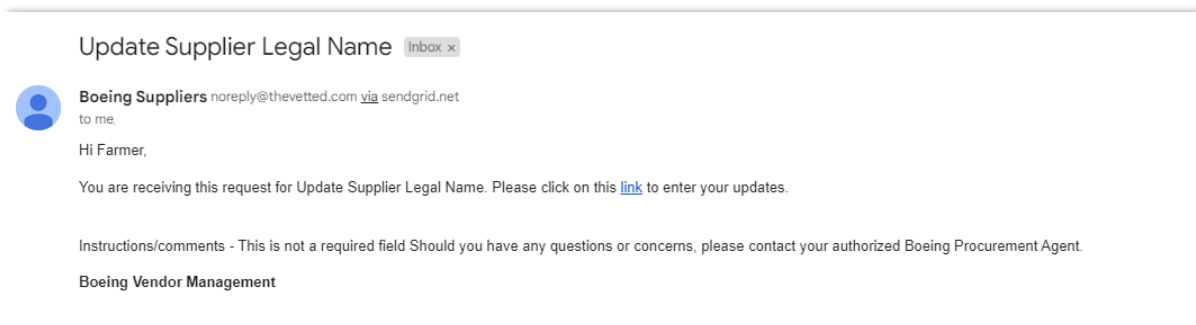 Update Supplier Legal Name Inbox ×
Boeing Suppliers noreply@thevetted.com via sendgrid.net
to me,
Hi Farmer,
You are receiving this request for Update Supplier Legal Name. Please click on this link to enter your updates.
Instructions/comments - This is not a required field Should you have any questions or concerns, please contact your authorized Boeing Procurement Agent.
Boeing Vendor Management